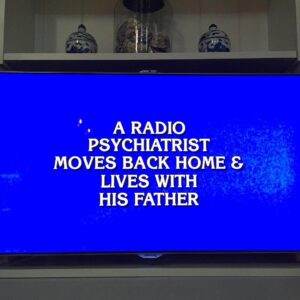 A RADIO
PSYCHIATRIST
MOVES BACK HOME &
LIVES WITH
HIS FATHER